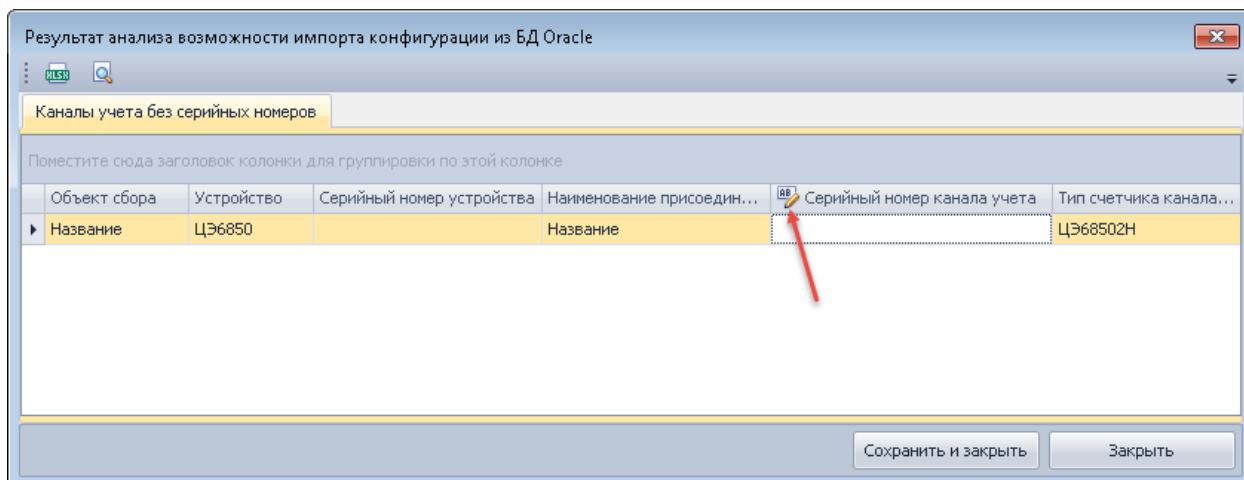 Результат анализа возможности импорта конфигурации из БД Oracle
XLSX
Каналы учета без серийных номеров
Поместите сюда заголовок колонки для группировки по этой колонке
Объект сбора Устройство Серийный номер устройства Наименование присоедин... AB Серийный номер канала учета Тип счетчика канала...
Название ЦЭ6850 Название ЦЭ68502Н
Сохранить и закрыть Закрыть